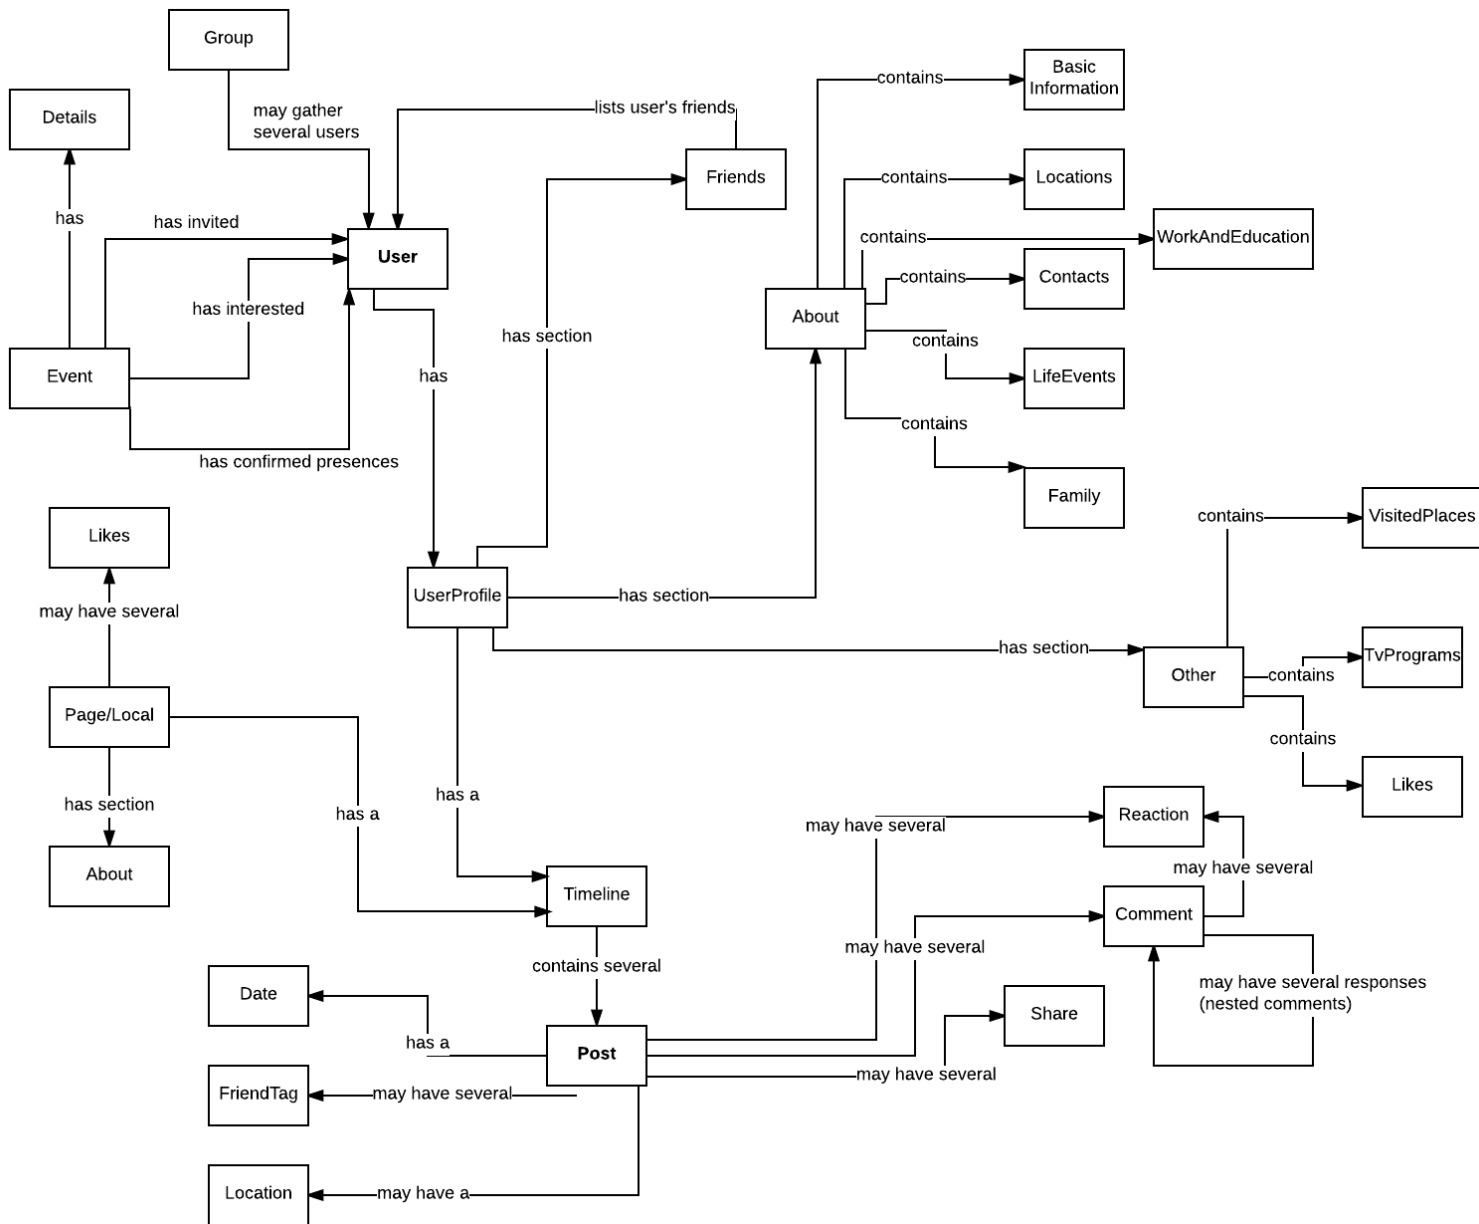 Group
Details
may gather
several users
lists user's friends
contains
Basic
Information
Friends
contains
Locations
has
has invited
User
contains
WorkAndEducation
contains
Contacts
About
has interested
has section
contains
Event
has
LifeEvents
contains
has confirmed presences
Family
Likes
contains
VisitedPlaces
may have several
UserProfile
has section
has section
Other
contains
TvPrograms
Page/Local
contains
Likes
has section
has a
has a
may have several
Reaction
About
may have several
Timeline
Comment
contains several
may have several
may have several responses
(nested comments)
Date
Share
has a
Post
may have several
FriendTag
may have several
Location
may have a